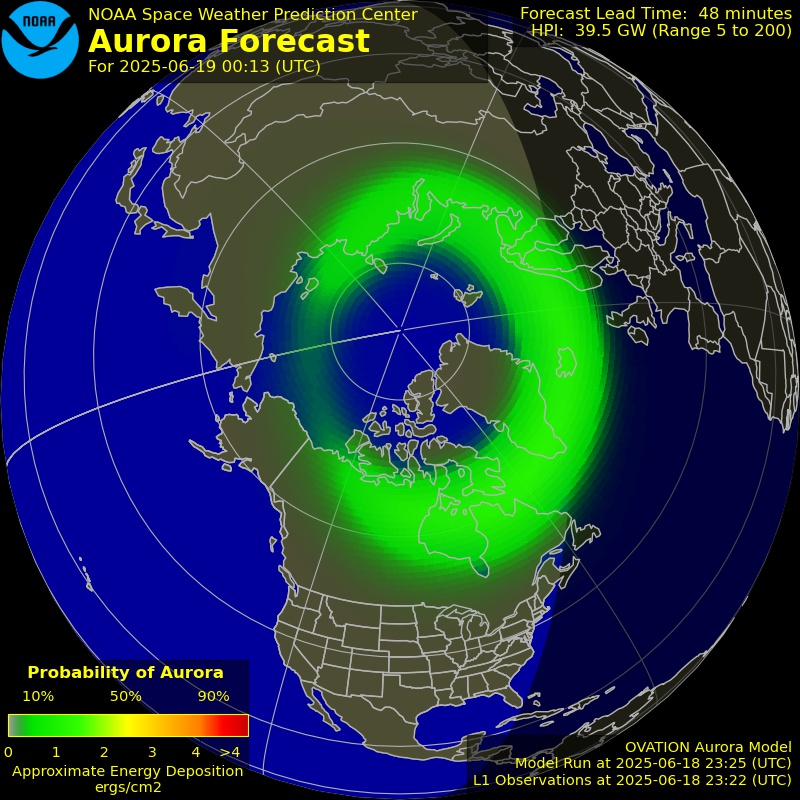 NOAA
NOAA Space Weather Prediction Center
Aurora Forecast
For 2025-06-19 00:13 (UTC)
Forecast Lead Time:  48 minutes
HPI:  39.5 GW (Range 5 to 200)
Probability of Aurora
10% 50% 90%
0 1 2 3 4 >4
Approximate Energy Deposition
ergs/cm2
OVATION Aurora Model
Model Run at 2025-06-18 23:25 (UTC)
L1 Observations at 2025-06-18 23:22 (UTC)